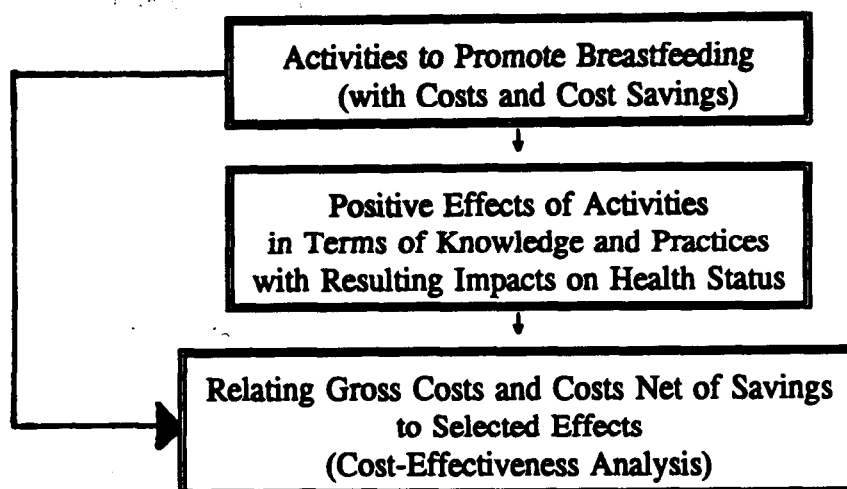 Activities to Promote Breastfeeding
(with Costs and Cost Savings)
Positive Effects of Activities
in Terms of Knowledge and Practices
with Resulting Impacts on Health Status
Relating Gross Costs and Costs Net of Savings
to Selected Effects
(Cost-Effectiveness Analysis)